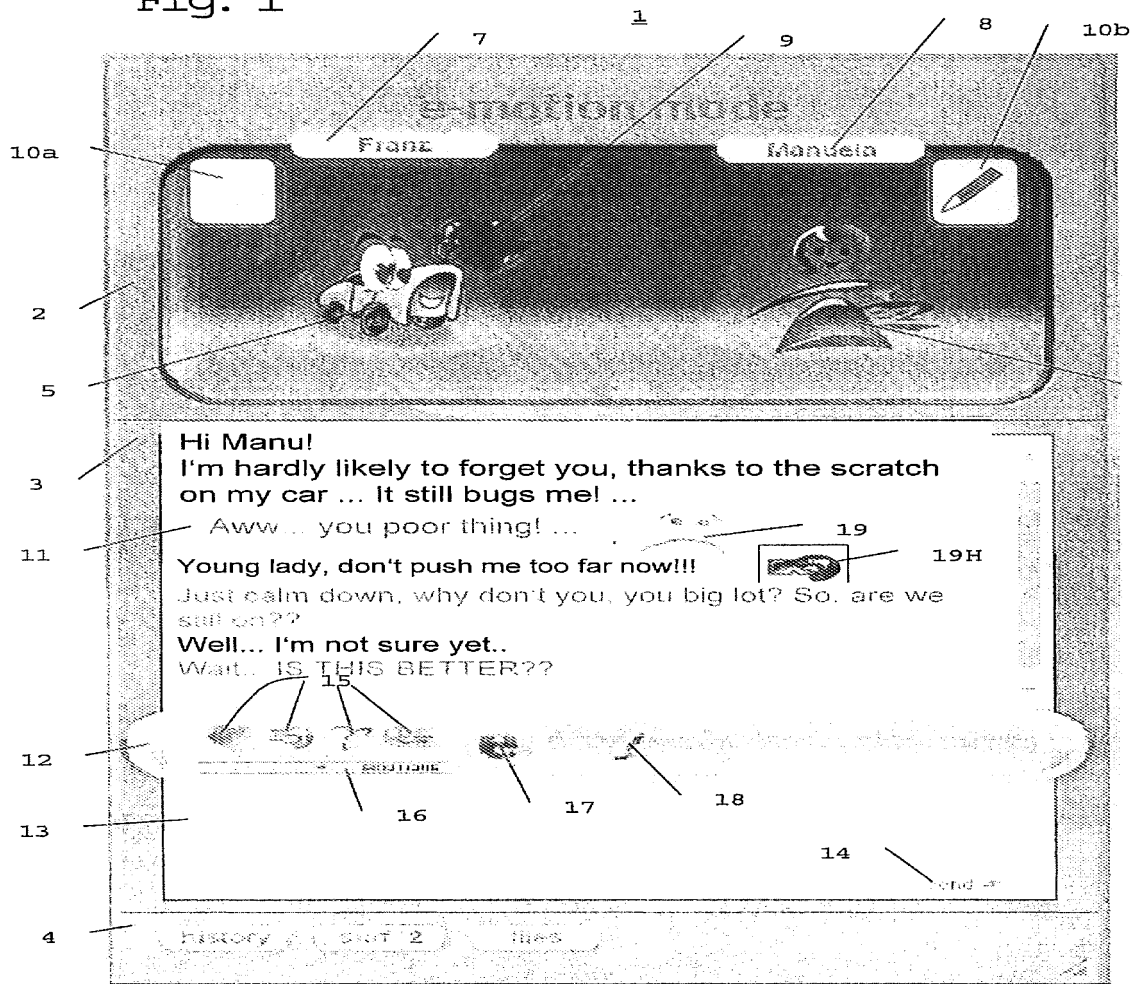 Fig. 1
1
7
9
8
10b
e-motion mode
10a
Franz
Manuela
2
5
Hi Manu!
I'm hardly likely to forget you, thanks to the scratch
on my car ... It still bugs me! ...
3
Aww... you poor thing! ...
19
11
19H
Young lady, don't push me too far now!!!
Just calm down, why don't you, you big lot? So, are we
still on??
Well... I'm not sure yet..
Wait.. IS THIS BETTER??
15
12
16
17
18
13
14
4
history
2
files